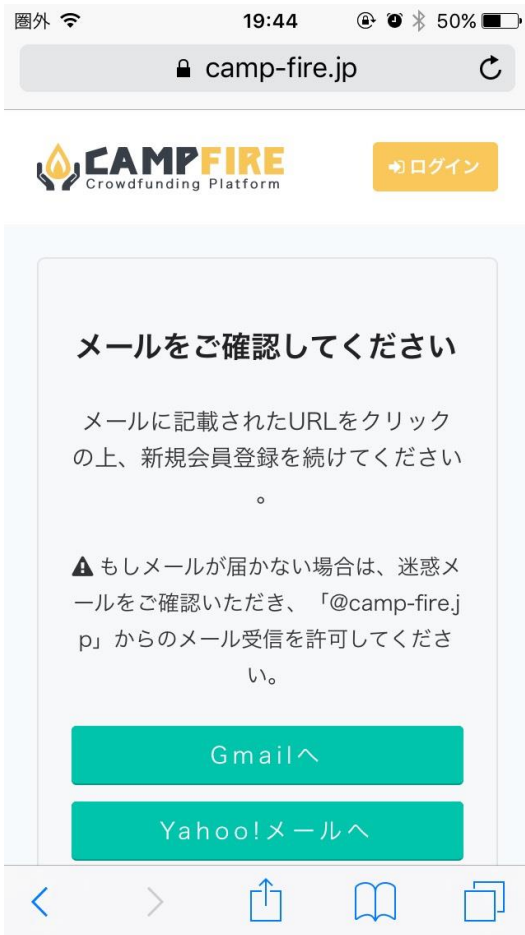 圏外 19:44 50%
camp-fire.jp
CAMPFIRE
Crowdfunding Platform
ログイン
メールをご確認してください
メールに記載されたURLをクリック
の上、新規会員登録を続けてください
。
もしメールが届かない場合は、迷惑メ
ールをご確認いただき、「@camp-fire.j
p」からのメール受信を許可してくださ
い。
Gmailへ
Yahoo!メールへ